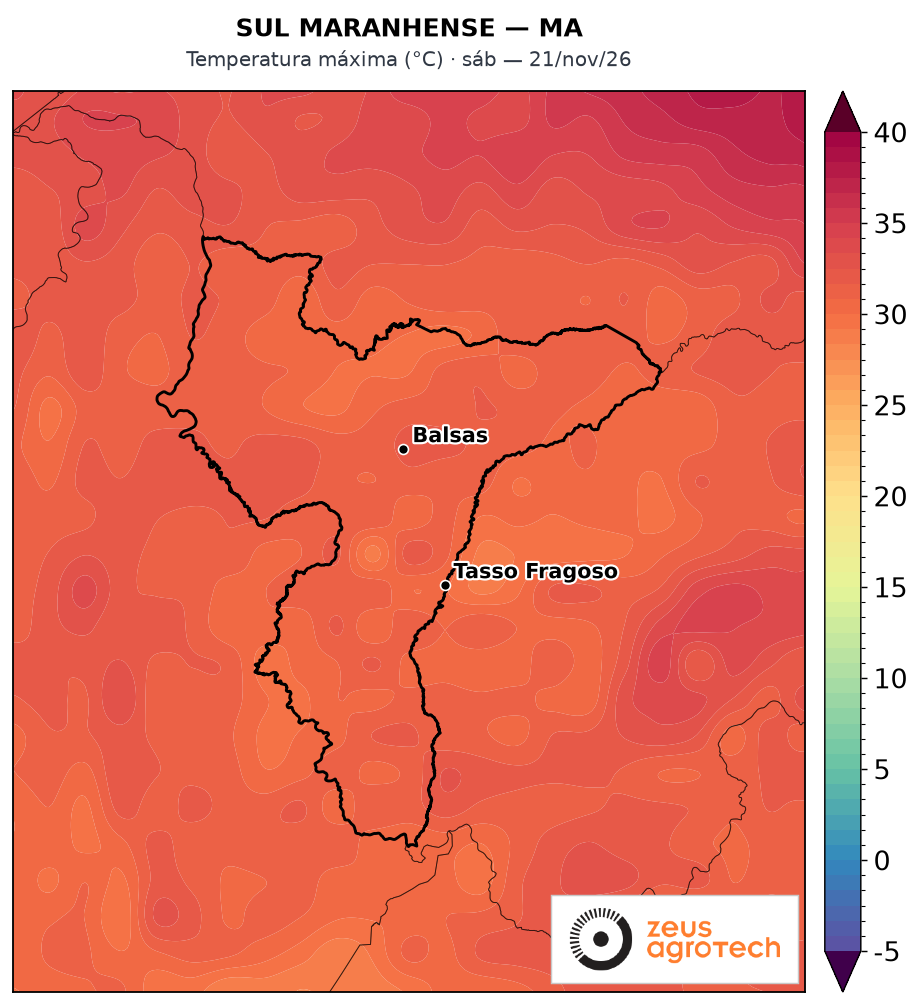 SUL MARANHENSE — MA
Temperatura máxima (°C) · sáb — 21/nov/26
40
35
30
25
20
15
10
5
0
-5
Balsas
Tasso Fragoso
zeus
agrotech